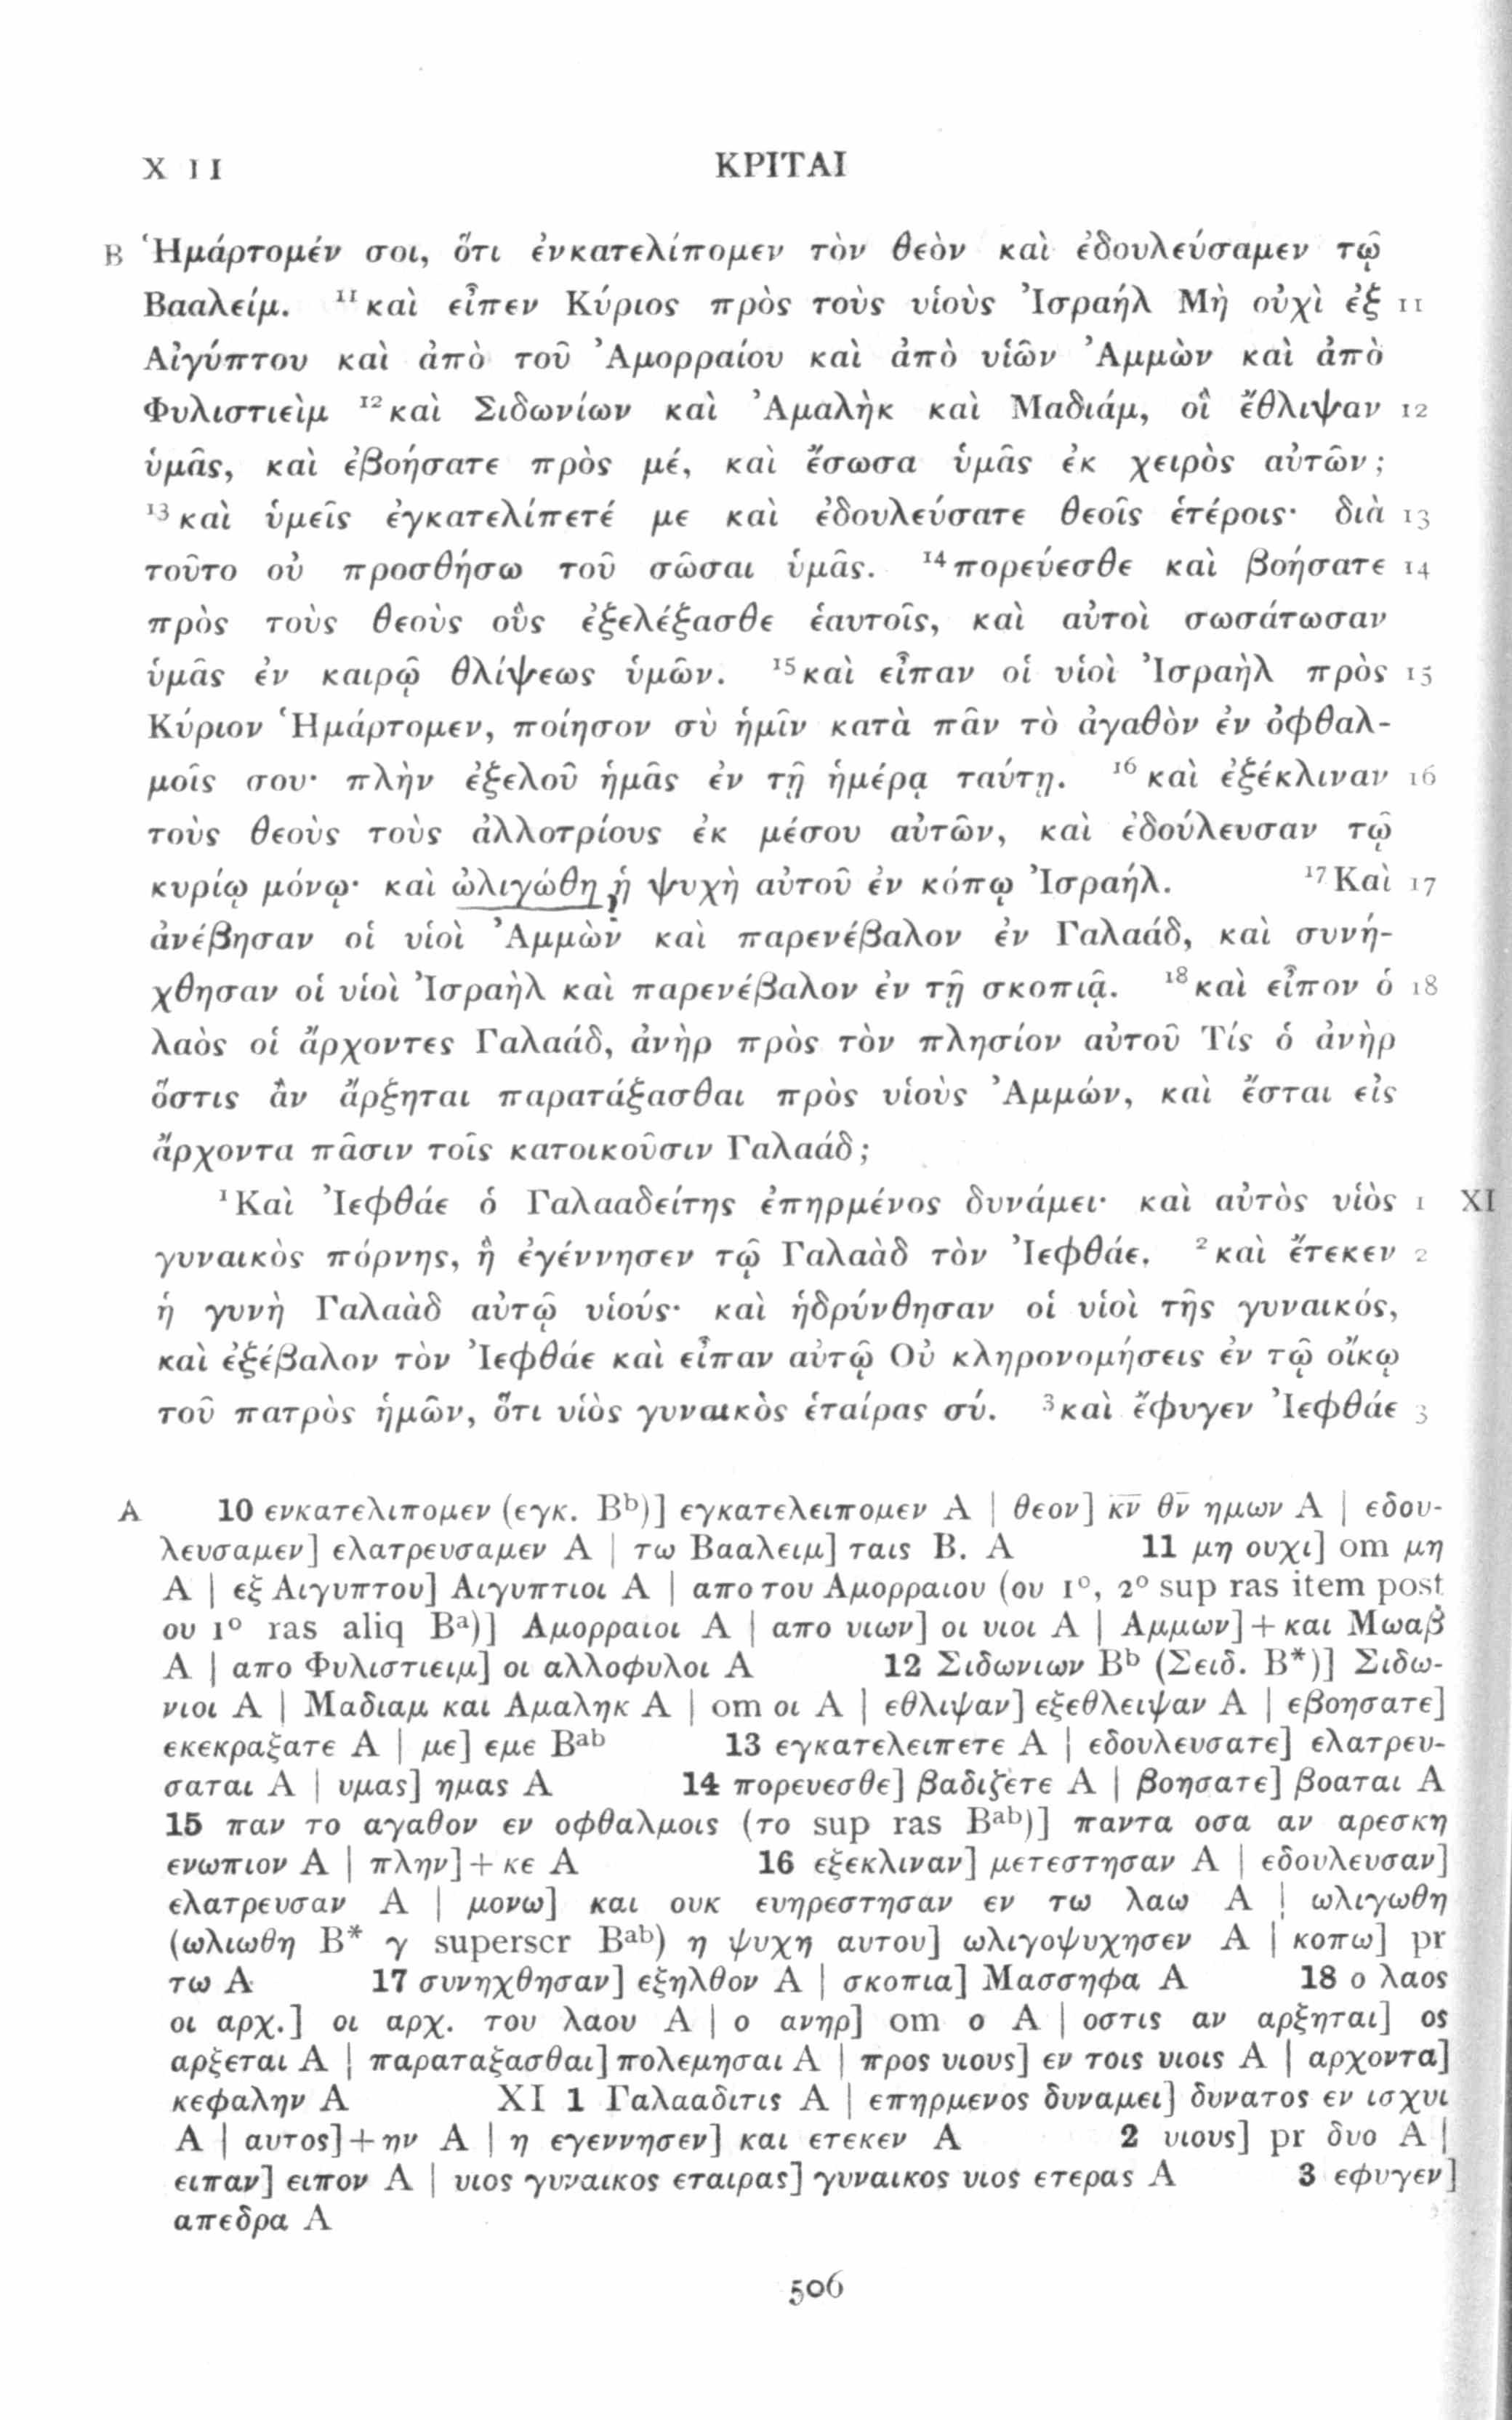 X 11 ΚΡΙΤΑΙ
B Ἡμάρτομέν σοι, ὅτι ἐνκατελίπομεν τὸν θεὸν καὶ ἐδουλεύσαμεν τῷ
Βααλείμ. ¹¹καὶ εἶπεν Κύριος πρὸς τοὺς υἱοὺς Ἰσραήλ Μὴ οὐχὶ ἐξ 11
Αἰγύπτου καὶ ἀπὸ τοῦ Ἀμορραίου καὶ ἀπὸ υἱῶν Ἀμμὼν καὶ ἀπὸ
Φυλιστιεὶμ ¹²καὶ Σιδωνίων καὶ Ἀμαλὴκ καὶ Μαδιάμ, οἳ ἔθλιψαν 12
ὑμᾶς, καὶ ἐβοήσατε πρὸς μέ, καὶ ἔσωσα ὑμᾶς ἐκ χειρὸς αὐτῶν;
¹³καὶ ὑμεῖς ἐγκατελίπετέ με καὶ ἐδουλεύσατε θεοῖς ἑτέροις· διὰ 13
τοῦτο οὐ προσθήσω τοῦ σῶσαι ὑμᾶς. ¹⁴πορεύεσθε καὶ βοήσατε 14
πρὸς τοὺς θεοὺς οὓς ἐξελέξασθε ἑαυτοῖς, καὶ αὐτοὶ σωσάτωσαν
ὑμᾶς ἐν καιρῷ θλίψεως ὑμῶν. ¹⁵καὶ εἶπαν οἱ υἱοὶ Ἰσραὴλ πρὸς 15
Κύριον Ἡμάρτομεν, ποίησον σὺ ἡμῖν κατὰ πᾶν τὸ ἀγαθὸν ἐν ὀφθαλ-
μοῖς σου· πλὴν ἐξελοῦ ἡμᾶς ἐν τῇ ἡμέρᾳ ταύτῃ. ¹⁶καὶ ἐξέκλιναν 16
τοὺς θεοὺς τοὺς ἀλλοτρίους ἐκ μέσου αὐτῶν, καὶ ἐδούλευσαν τῷ
κυρίῳ μόνῳ· καὶ ὠλιγώθη ἡ ψυχὴ αὐτοῦ ἐν κόπῳ Ἰσραήλ. ¹⁷Καὶ 17
ἀνέβησαν οἱ υἱοὶ Ἀμμὼν καὶ παρενέβαλον ἐν Γαλαάδ, καὶ συνή-
χθησαν οἱ υἱοὶ Ἰσραὴλ καὶ παρενέβαλον ἐν τῇ σκοπιᾷ. ¹⁸καὶ εἶπον ὁ 18
λαὸς οἱ ἄρχοντες Γαλαάδ, ἀνὴρ πρὸς τὸν πλησίον αὐτοῦ Τίς ὁ ἀνὴρ
ὅστις ἂν ἄρξηται παρατάξασθαι πρὸς υἱοὺς Ἀμμών, καὶ ἔσται εἰς
ἄρχοντα πᾶσιν τοῖς κατοικοῦσιν Γαλαάδ;
¹Καὶ Ἰεφθάε ὁ Γαλααδείτης ἐπηρμένος δυνάμει· καὶ αὐτὸς υἱὸς 1 XI
γυναικὸς πόρνης, ἣ ἐγέννησεν τῷ Γαλαὰδ τὸν Ἰεφθάε. ²καὶ ἔτεκεν 2
ἡ γυνὴ Γαλαὰδ αὐτῷ υἱούς· καὶ ἡδρύνθησαν οἱ υἱοὶ τῆς γυναικός,
καὶ ἐξέβαλον τὸν Ἰεφθάε καὶ εἶπαν αὐτῷ Οὐ κληρονομήσεις ἐν τῷ οἴκῳ
τοῦ πατρὸς ἡμῶν, ὅτι υἱὸς γυναικὸς ἑταίρας σύ. ³καὶ ἔφυγεν Ἰεφθάε 3
A 10 ενκατελιπομεν (εγκ. Bᵇ)] εγκατελειπομεν A | θεον] κ̅ν̅ θ̅ν̅ ημων A | εδου-
λευσαμεν] ελατρευσαμεν A | τω Βααλειμ] ταις Β. A 11 μη ουχι] om μη
A | εξ Αιγυπτου] Αιγυπτιοι A | απο του Αμορραιου (ου 1º, 2º sup ras item post
ου 1º ras aliq Bᵃ)] Αμορραιοι A | απο υιων] οι υιοι A | Αμμων]+και Μωαβ
A | απο Φυλιστιειμ] οι αλλοφυλοι A 12 Σιδωνιων Bᵇ (Σειδ. B*)] Σιδω-
νιοι A | Μαδιαμ και Αμαληκ A | om οι A | εθλιψαν] εξεθλειψαν A | εβοησατε]
εκεκραξατε A | με] εμε Bᵃᵇ 13 εγκατελειπετε A | εδουλευσατε] ελατρευ-
σαται A | υμας] ημας A 14 πορευεσθε] βαδιζετε A | βοησατε] βοαται A
15 παν το αγαθον εν οφθαλμοις (το sup ras Bᵃᵇ)] παντα οσα αν αρεσκη
ενωπιον A | πλην]+κε A 16 εξεκλιναν] μετεστησαν A | εδουλευσαν]
ελατρευσαν A | μονω] και ουκ ευηρεστησαν εν τω λαω A | ωλιγωθη
(ωλιωθη B* γ superscr Bᵃᵇ) η ψυχη αυτου] ωλιγοψυχησεν A | κοπω] pr
τω A 17 συνηχθησαν] εξηλθον A | σκοπια] Μασσηφα A 18 ο λαος
οι αρχ.] οι αρχ. του λαου A | ο ανηρ] om ο A | οστις αν αρξηται] ος
αρξεται A | παραταξασθαι] πολεμησαι A | προς υιους] εν τοις υιοις A | αρχοντα]
κεφαλην A XI 1 Γαλααδιτις A | επηρμενος δυναμει] δυνατος εν ισχυι
A | αυτος]+ην A | η εγεννησεν] και ετεκεν A 2 υιους] pr δυο A |
ειπαν] ειπον A | υιος γυναικος εταιρας] γυναικος υιος ετερας A 3 εφυγεν]
απεδρα A
506